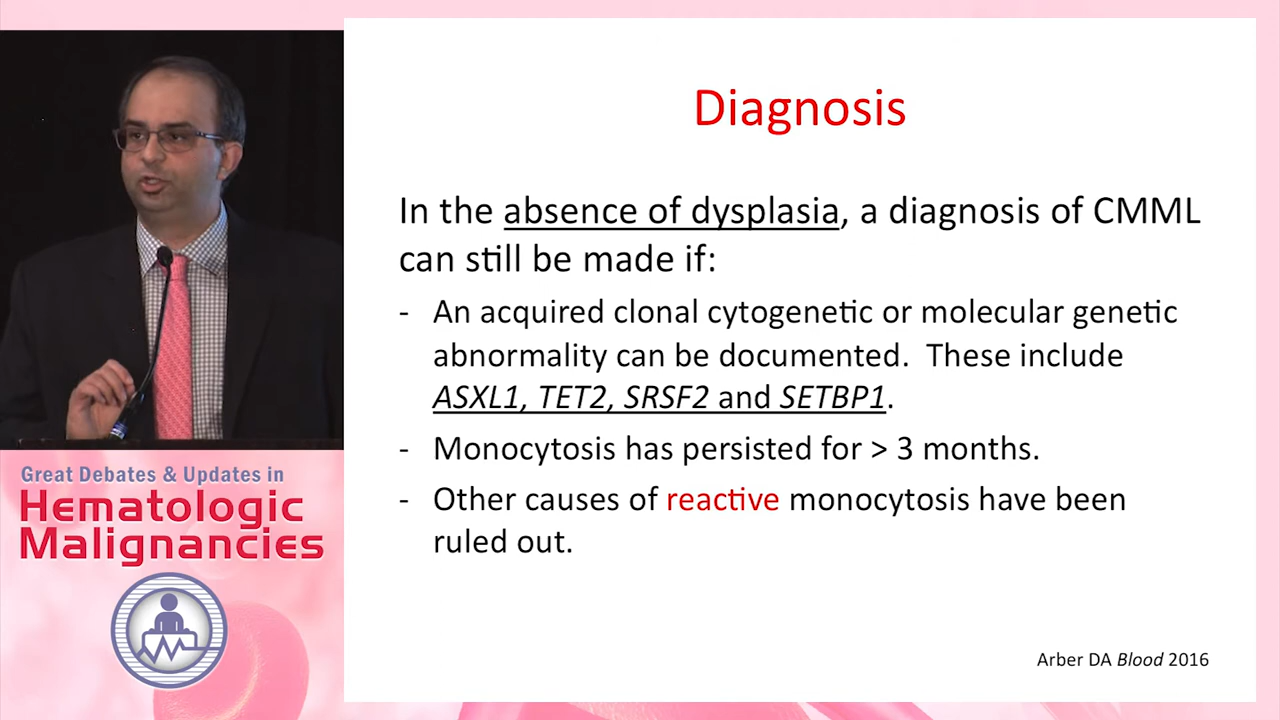 Diagnosis
In the absence of dysplasia, a diagnosis of CMML
can still be made if:
- An acquired clonal cytogenetic or molecular genetic
abnormality can be documented. These include
ASXL1, TET2, SRSF2 and SETBP1.
- Monocytosis has persisted for > 3 months.
- Other causes of reactive monocytosis have been
ruled out.
Arber DA Blood 2016
Great Debates & Updates in
Hematologic
Malignancies